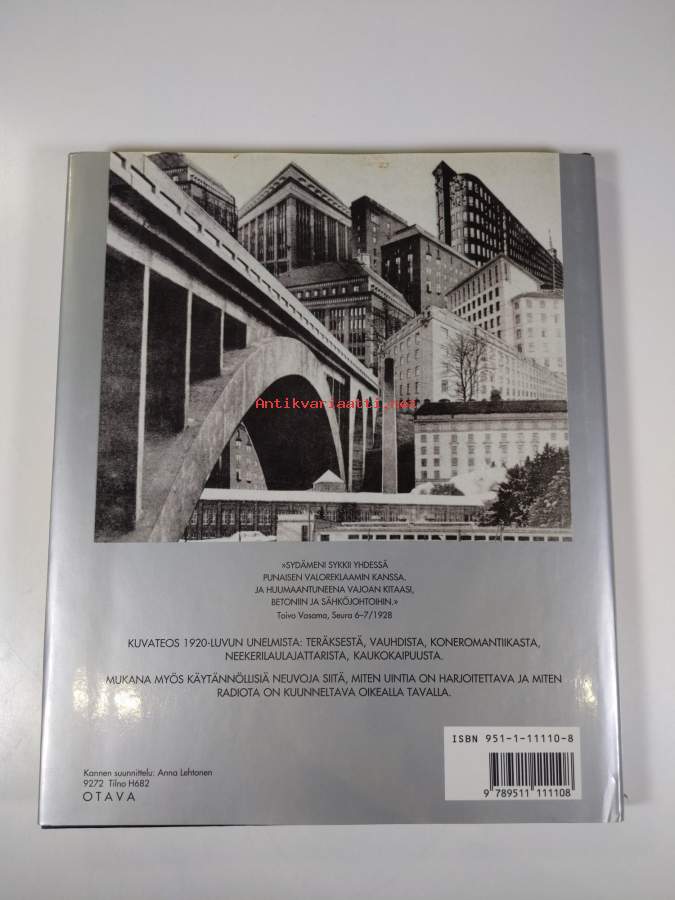 Antikvariaatti.net
»SYDÄMENI SYKKII YHDESSÄ
PUNAISEN VALOREKLAAMIN KANSSA.
JA HUUMAANTUNEENA VAJOAN KITAASI,
BETONIIN JA SÄHKÖJOHTOIHIN.»
Toivo Vasama, Seura 6–7/1928
KUVATEOS 1920-LUVUN UNELMISTA: TERÄKSESTÄ, VAUHDISTA, KONEROMANTIIKASTA,
NEEKERILAULAJATTARISTA, KAUKOKAIPUUSTA.
MUKANA MYÖS KÄYTÄNNÖLLISIÄ NEUVOJA SIITÄ, MITEN UINTIA ON HARJOITETTAVA JA MITEN
RADIOTA ON KUUNNELTAVA OIKEALLA TAVALLA.
ISBN 951-1-11110-8
9 789511 111108
Kannen suunnittelu: Anna Lehtonen
9272 Tilno H682
OTAVA